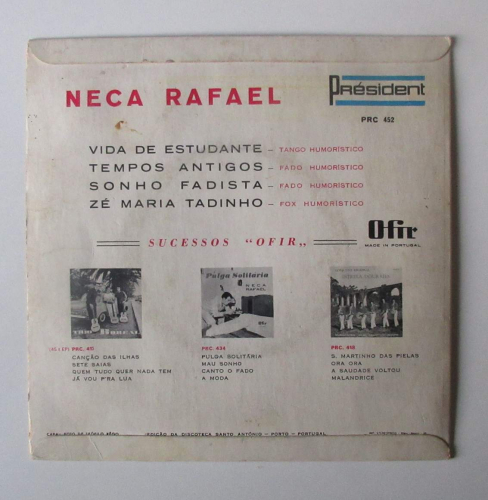 NECA RAFAEL
Président
PRC 452
VIDA DE ESTUDANTE – TANGO HUMORÍSTICO
TEMPOS ANTIGOS – FADO HUMORÍSTICO
SONHO FADISTA – FADO HUMORÍSTICO
ZÉ MARIA TADINHO – FOX HUMORÍSTICO
SUCESSOS "OFIR„
Ofir
MADE IN PORTUGAL
Pulga Solitária
NECA
RAFAEL
PRC. 411
CANÇÃO DAS ILHAS
SETE SAIAS
QUEM TUDO QUER NADA TEM
JÁ VOU P'RA LUA
PRC. 434
PULGA SOLITÁRIA
MAU SONHO
CANTO O FADO
A MODA
S. MARTINHO DAS PIELAS
ORA ORA
A SAUDADE VOLTOU
MALANDRICE
EDIÇÃO DA DISCOTECA SANTO ANTÓNIO - PORTO - PORTUGAL